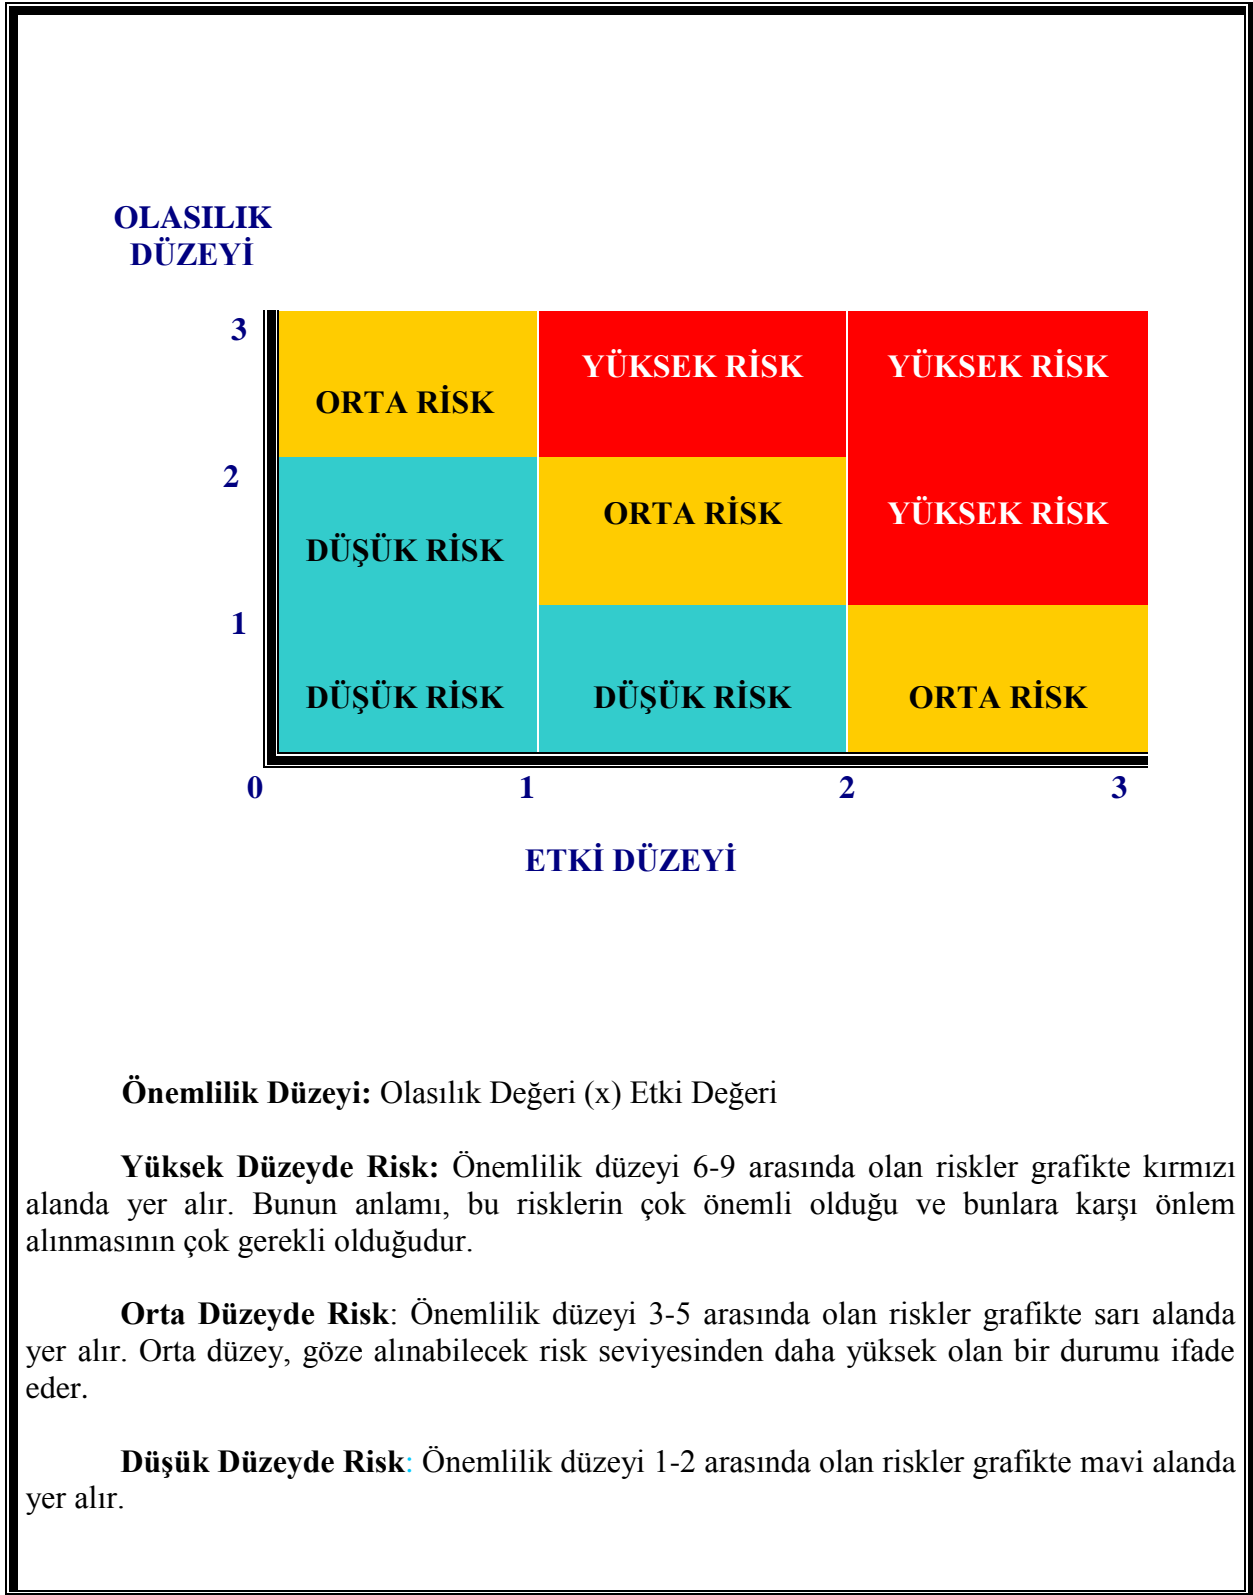 OLASILIK
DÜZEYİ
3
YÜKSEK RİSK
YÜKSEK RİSK
ORTA RİSK
2
ORTA RİSK
YÜKSEK RİSK
DÜŞÜK RİSK
1
DÜŞÜK RİSK
DÜŞÜK RİSK
ORTA RİSK
0
1
2
3
ETKİ DÜZEYİ
Önemlilik Düzeyi: Olasılık Değeri (x) Etki Değeri
Yüksek Düzeyde Risk: Önemlilik düzeyi 6-9 arasında olan riskler grafikte kırmızı
alanda yer alır. Bunun anlamı, bu risklerin çok önemli olduğu ve bunlara karşı önlem
alınmasının çok gerekli olduğudur.
Orta Düzeyde Risk: Önemlilik düzeyi 3-5 arasında olan riskler grafikte sarı alanda
yer alır. Orta düzey, göze alınabilecek risk seviyesinden daha yüksek olan bir durumu ifade
eder.
Düşük Düzeyde Risk: Önemlilik düzeyi 1-2 arasında olan riskler grafikte mavi alanda
yer alır.